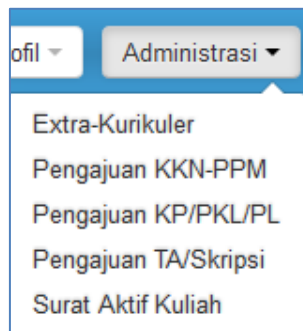 ofil Administrasi
Extra-Kurikuler
Pengajuan KKN-PPM
Pengajuan KP/PKL/PL
Pengajuan TA/Skripsi
Surat Aktif Kuliah